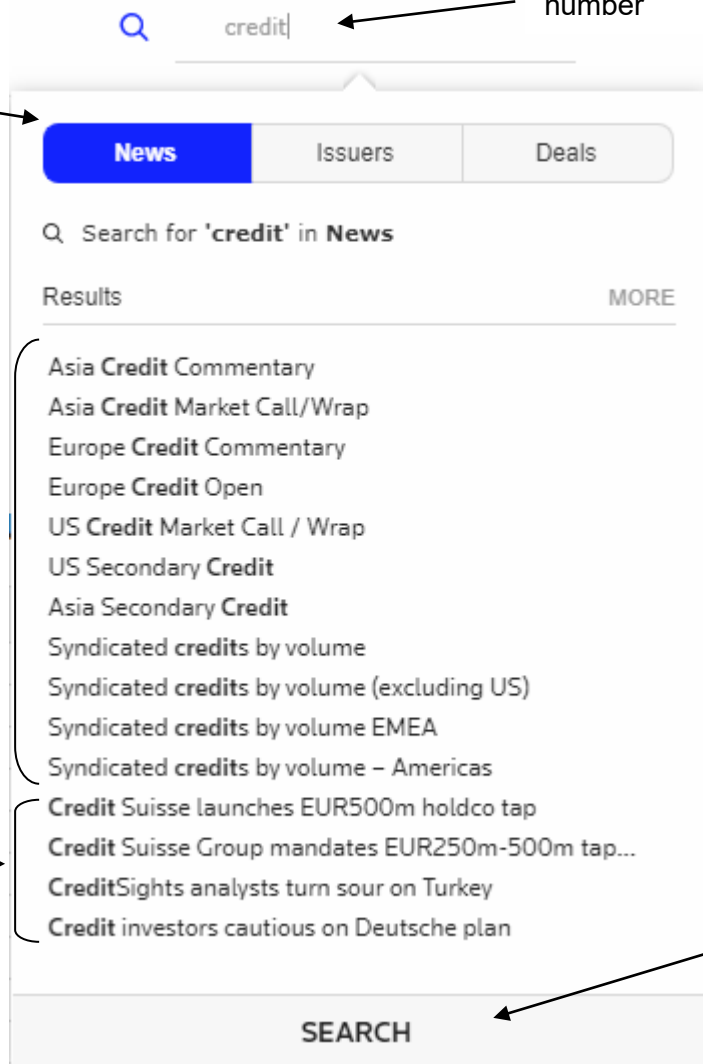 number
credit
News Issuers Deals
Search for 'credit' in News
Results MORE
Asia Credit Commentary
Asia Credit Market Call/Wrap
Europe Credit Commentary
Europe Credit Open
US Credit Market Call / Wrap
US Secondary Credit
Asia Secondary Credit
Syndicated credits by volume
Syndicated credits by volume (excluding US)
Syndicated credits by volume EMEA
Syndicated credits by volume – Americas
Credit Suisse launches EUR500m holdco tap
Credit Suisse Group mandates EUR250m-500m tap...
CreditSights analysts turn sour on Turkey
Credit investors cautious on Deutsche plan
SEARCH